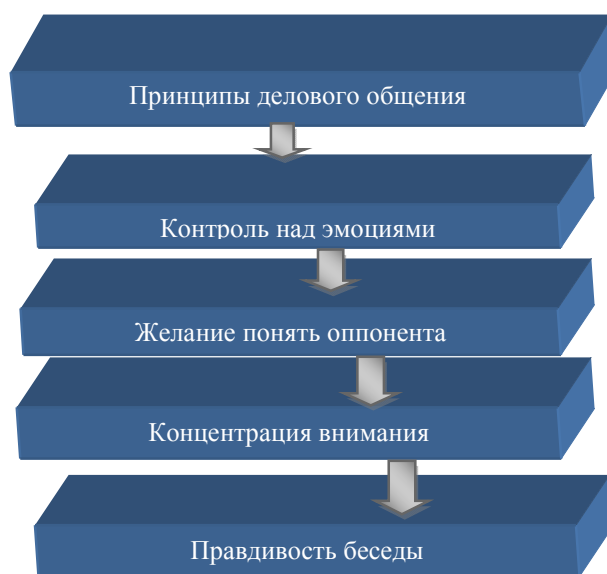 Принципы делового общения
Контроль над эмоциями
Желание понять оппонента
Концентрация внимания
Правдивость беседы